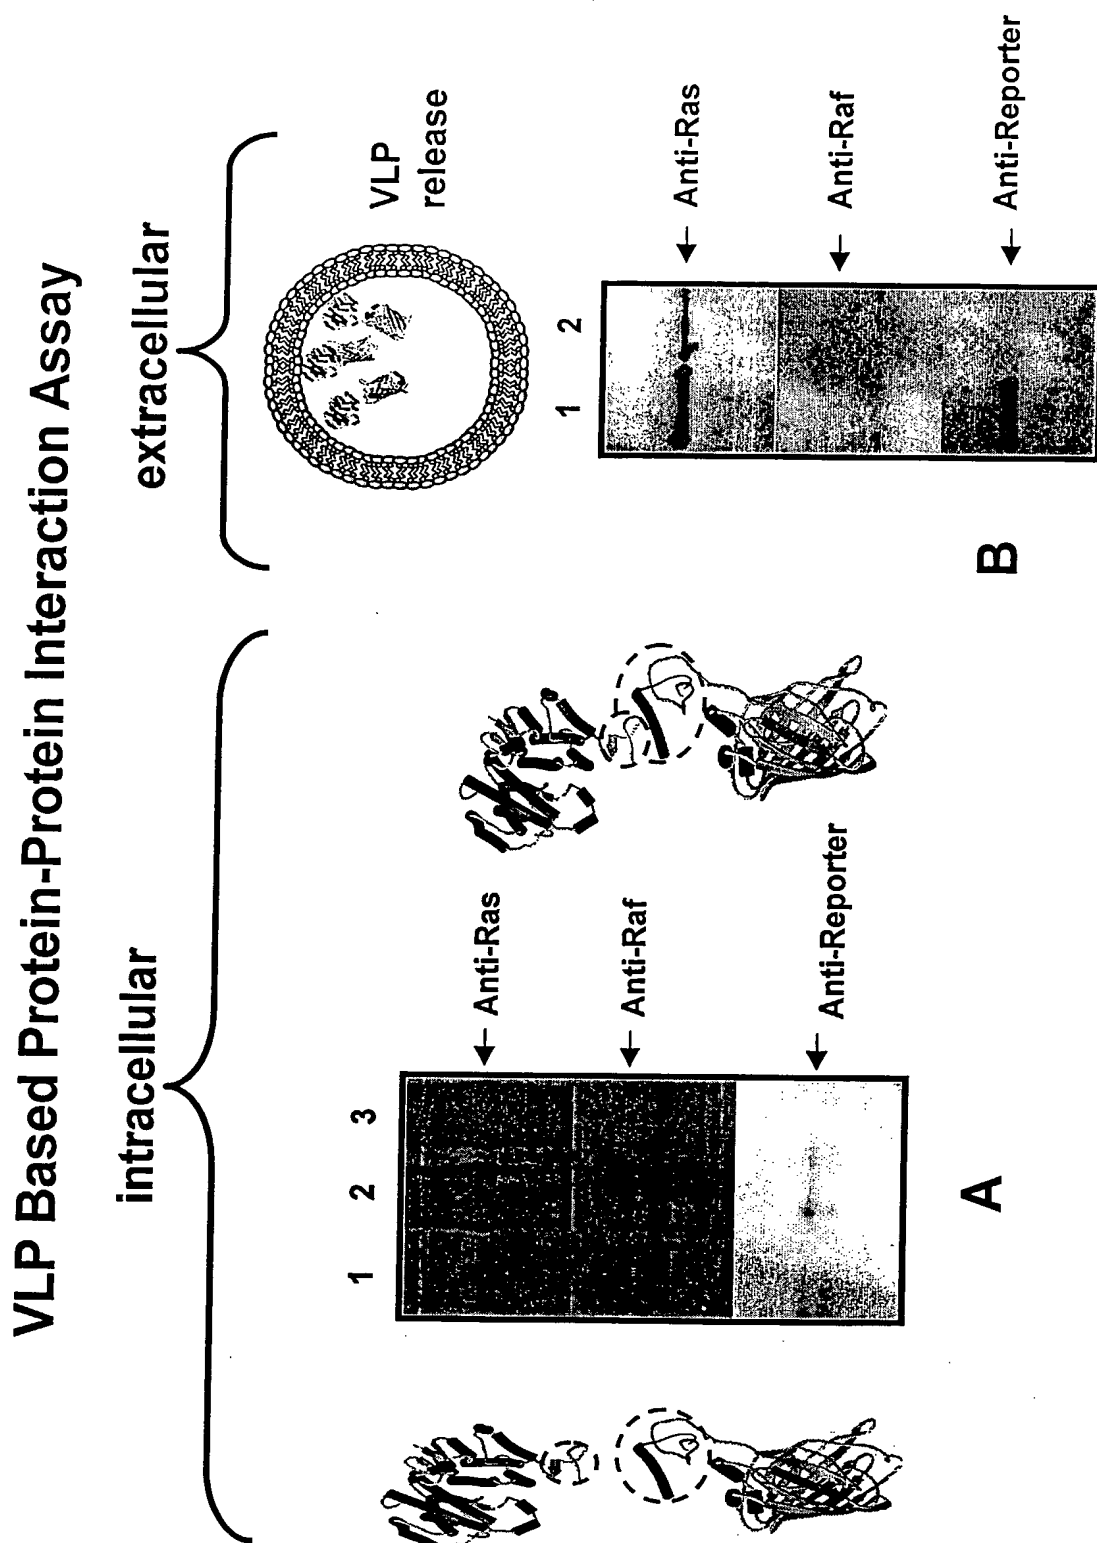 VLP Based Protein-Protein Interaction Assay
intracellular
extracellular
1 2 3
Anti-Ras
Anti-Raf
Anti-Reporter
A
VLP
release
1 2
Anti-Ras
Anti-Raf
Anti-Reporter
B